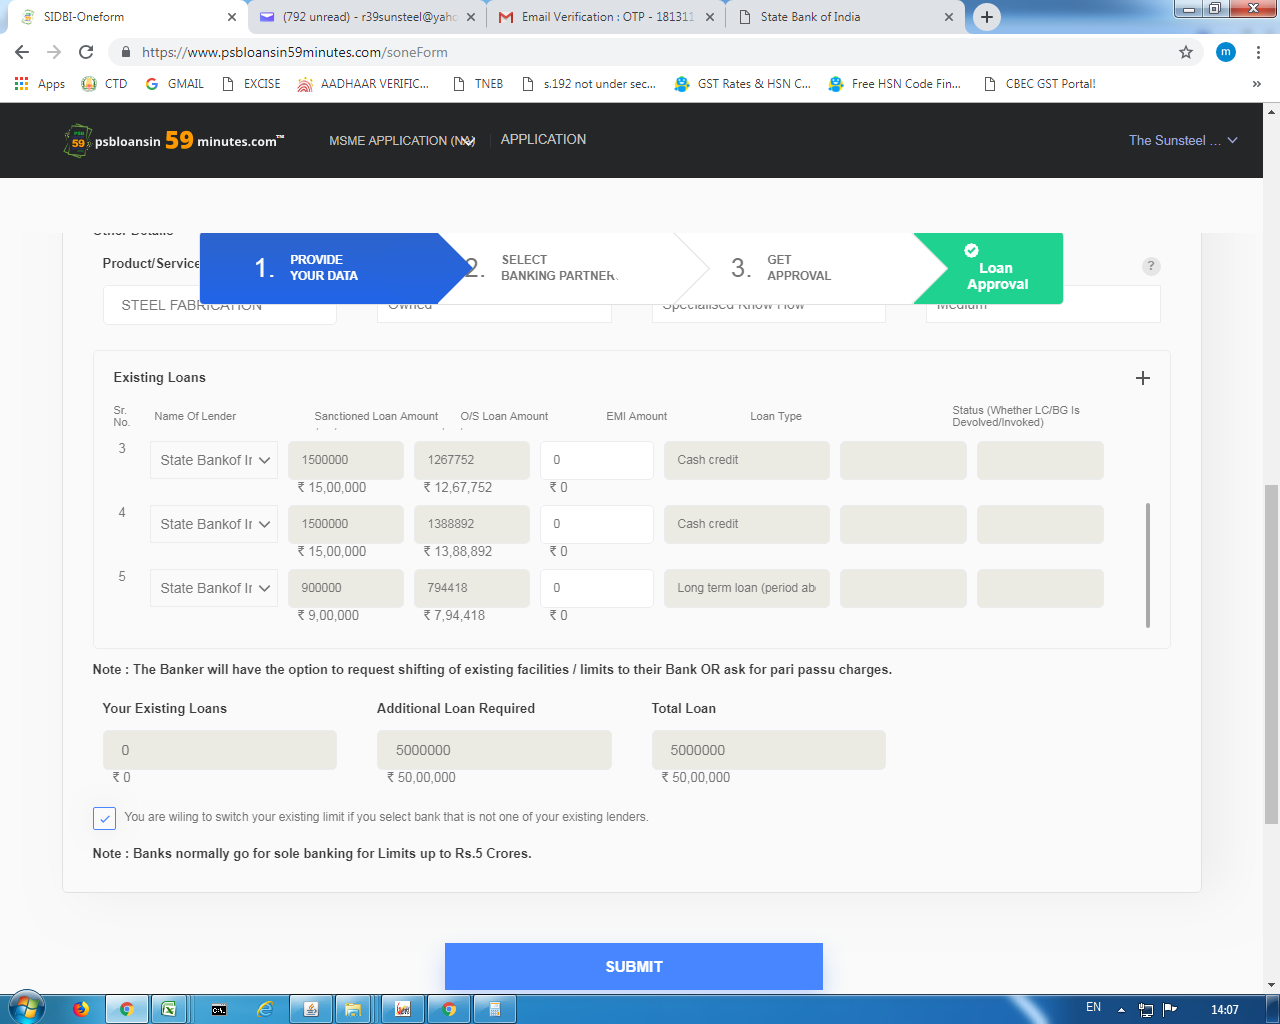 SIDBI-Oneform
(792 unread) - r39sunsteel@yaho
Email Verification : OTP - 181311
State Bank of India
https://www.psbloansin59minutes.com/soneForm
m
Apps
CTD
GMAIL
EXCISE
AADHAAR VERIFIC...
TNEB
s.192 not under sec...
GST Rates & HSN C...
Free HSN Code Fin...
CBEC GST Portal!
»
psbloansin 59 minutes.com™
MSME APPLICATION (NA)
APPLICATION
The Sunsteel ...
Other Details
Product/Service
1. PROVIDE YOUR DATA
2. SELECT BANKING PARTNER.
3. GET APPROVAL
Loan Approval
?
STEEL FABRICATION
Owned
Specialised Know How
Medium
Existing Loans
+
Sr. No.
Name Of Lender
Sanctioned Loan Amount
O/S Loan Amount
EMI Amount
Loan Type
Status (Whether LC/BG Is Devolved/Invoked)
3 State Bankof Ir 1500000 1267752 0 Cash credit
₹ 15,00,000 ₹ 12,67,752 ₹ 0
4 State Bankof Ir 1500000 1388892 0 Cash credit
₹ 15,00,000 ₹ 13,88,892 ₹ 0
5 State Bankof Ir 900000 794418 0 Long term loan (period abo
₹ 9,00,000 ₹ 7,94,418 ₹ 0
Note : The Banker will have the option to request shifting of existing facilities / limits to their Bank OR ask for pari passu charges.
Your Existing Loans Additional Loan Required Total Loan
0 5000000 5000000
₹ 0 ₹ 50,00,000 ₹ 50,00,000
You are wiling to switch your existing limit if you select bank that is not one of your existing lenders.
Note : Banks normally go for sole banking for Limits up to Rs.5 Crores.
SUBMIT
EN
14:07